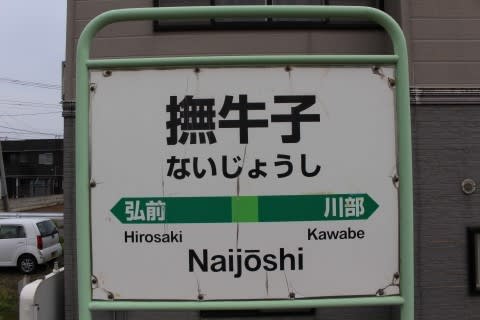 撫牛子
ないじょうし
弘前 川部
Hirosaki Kawabe
Naijōshi